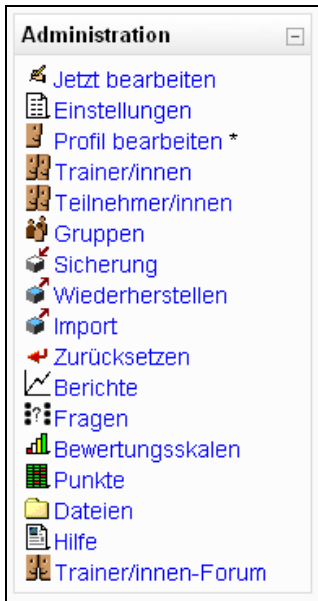 Administration
Jetzt bearbeiten
Einstellungen
Profil bearbeiten *
Trainer/innen
Teilnehmer/innen
Gruppen
Sicherung
Wiederherstellen
Import
Zurücksetzen
Berichte
Fragen
Bewertungsskalen
Punkte
Dateien
Hilfe
Trainer/innen-Forum